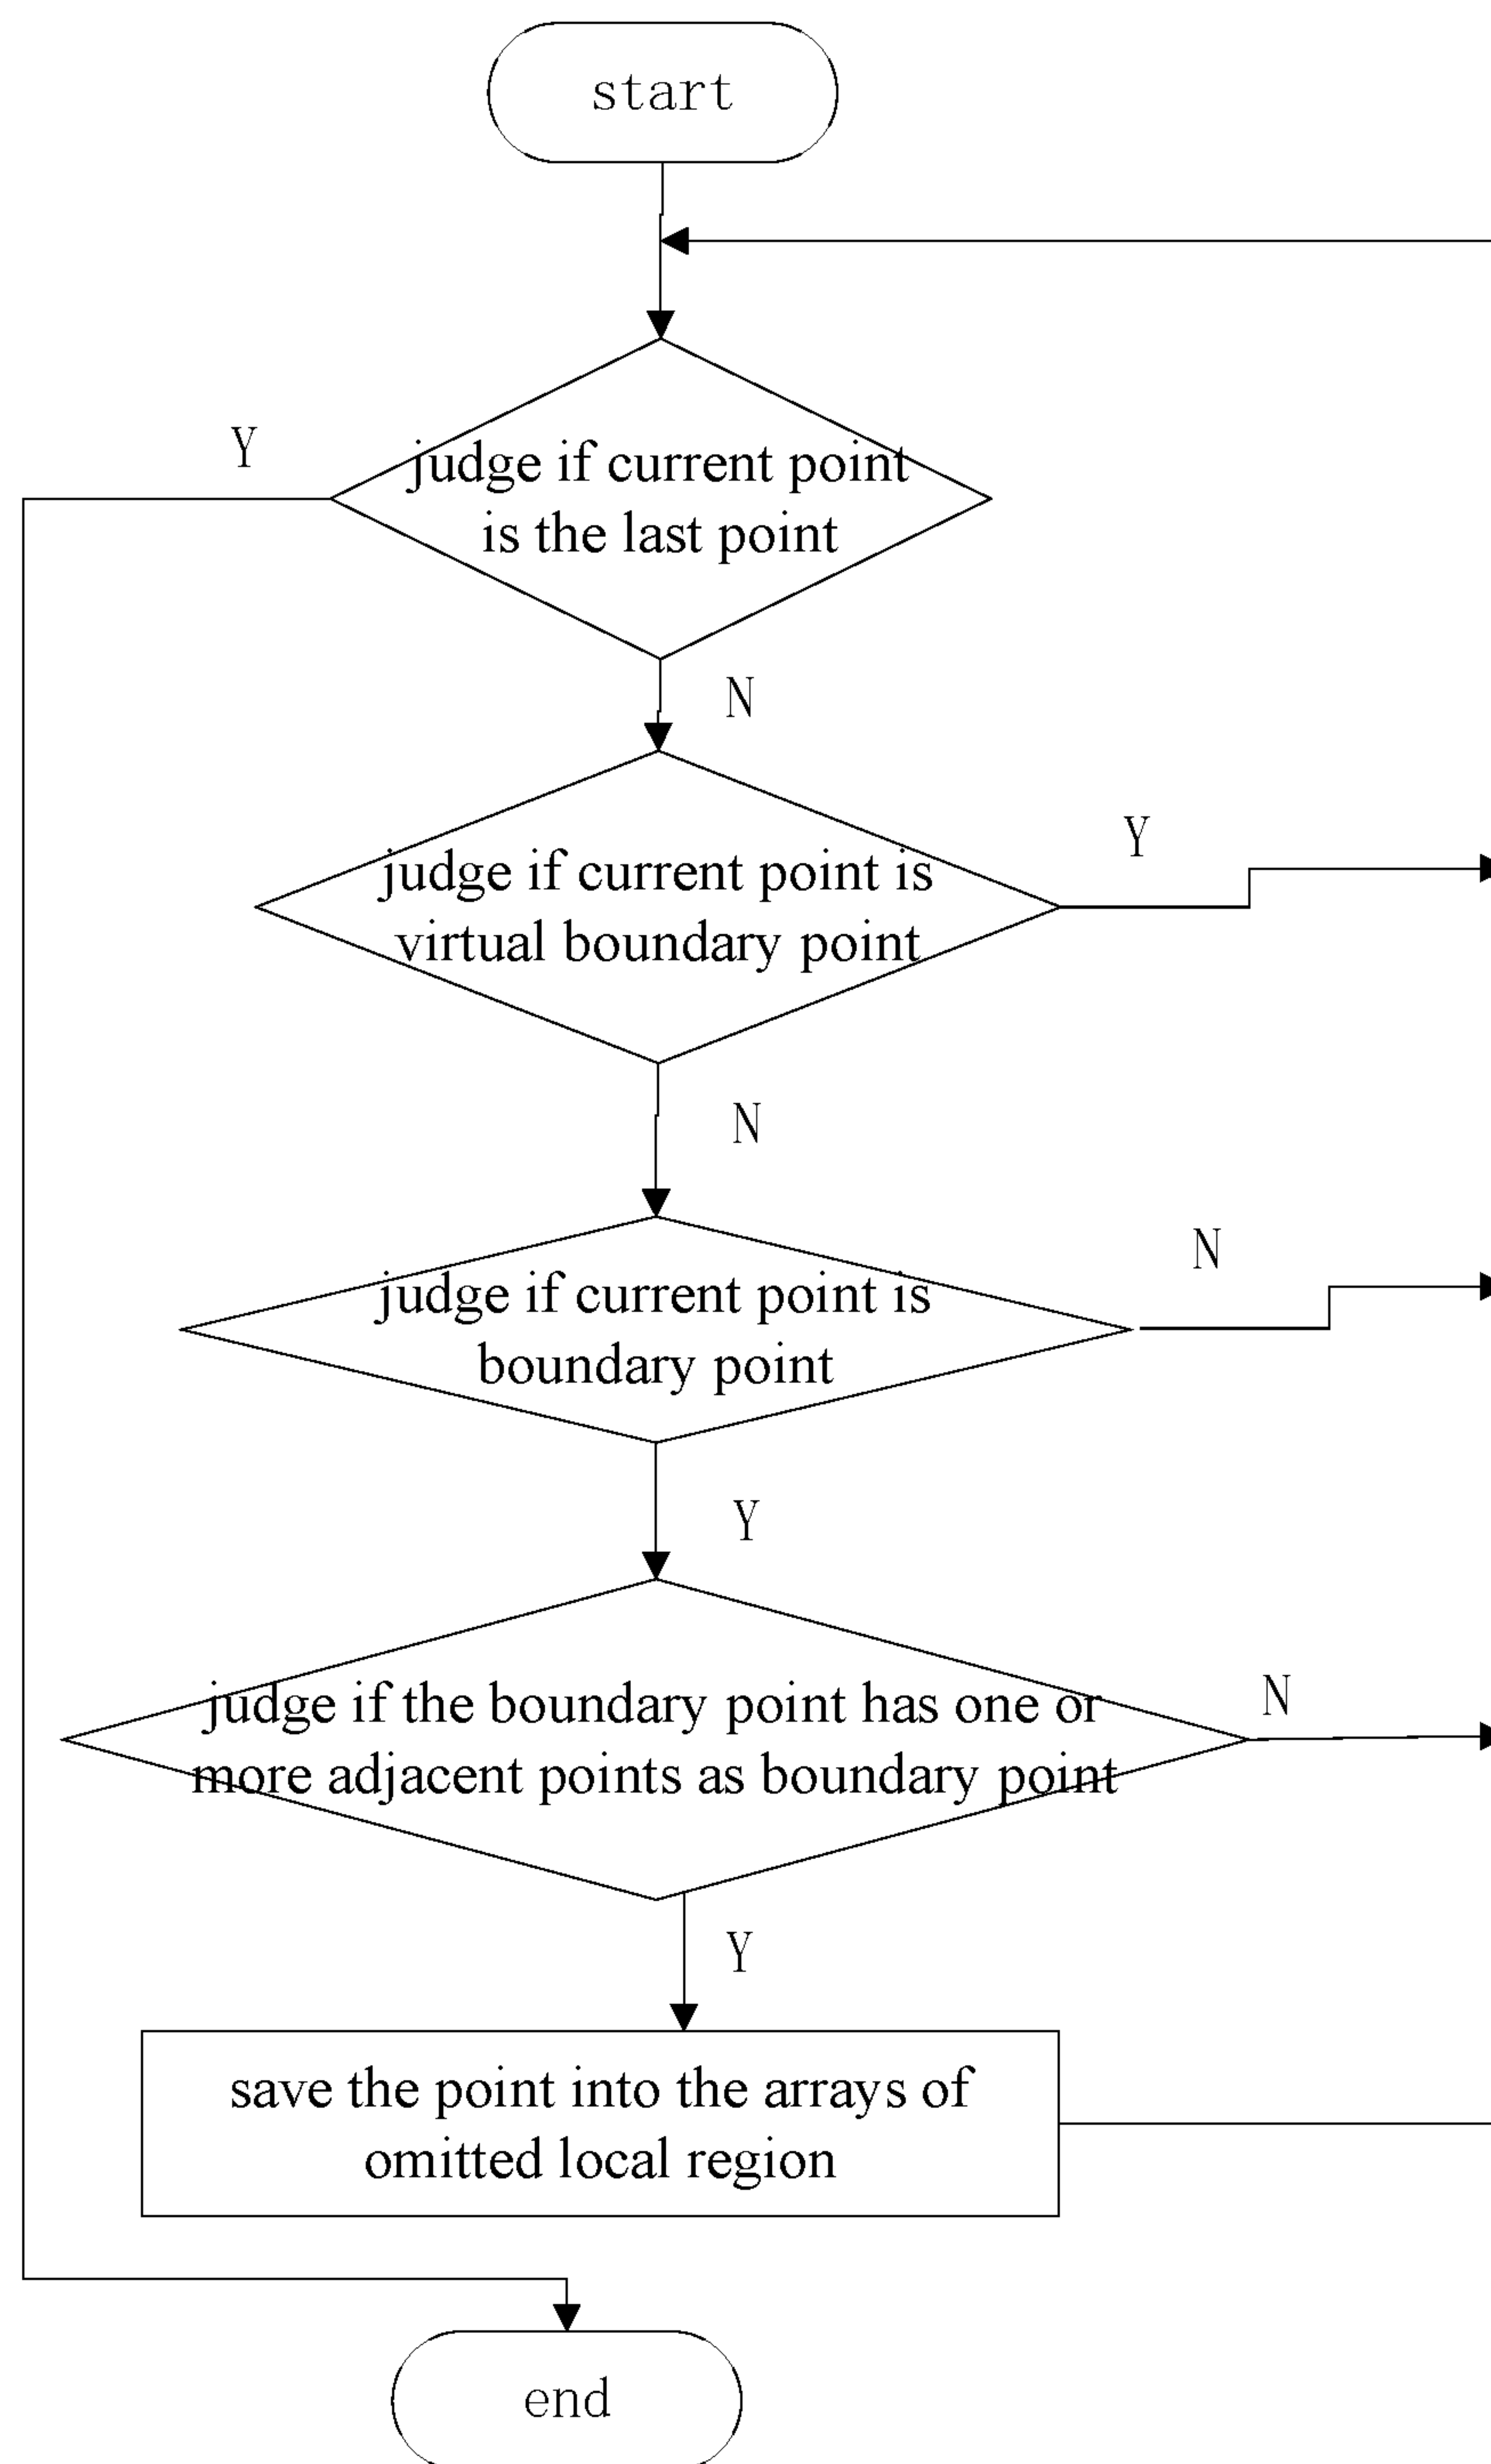 start
Y
judge if current point
is the last point
N
Y
judge if current point is
virtual boundary point
N
N
judge if current point is
boundary point
Y
N
judge if the boundary point has one or
more adjacent points as boundary point
Y
save the point into the arrays of
omitted local region
end